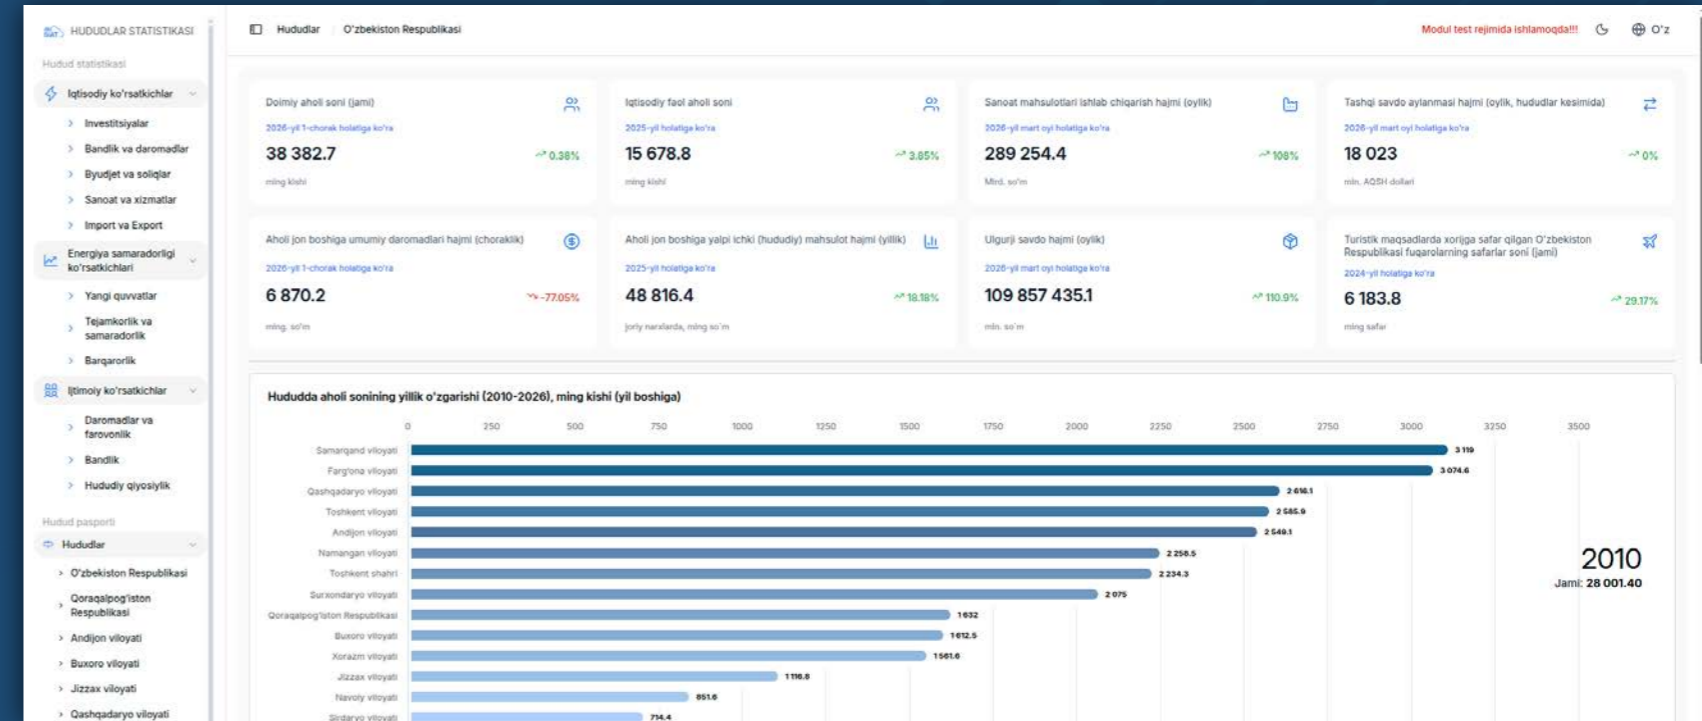 HUDUDLAR STATISTIKASI
Hudud statistikasi
Iqtisodiy ko'rsatkichlar
Investitsiyalar
Bandlik va daromadlar
Byudjet va soliqlar
Sanoat va xizmatlar
Import va Export
Energiya samaradorligi
ko'rsatkichlari
Yangi quvvatlar
Tejamkorlik va
samaradorlik
Barqarorlik
Ijtimoiy ko'rsatkichlar
Daromadlar va
farovonlik
Bandlik
Hududiy qiyosiylik
Hudud pasporti
Hududlar
O'zbekiston Respublikasi
Qoraqalpog'iston
Respublikasi
Andijon viloyati
Buxoro viloyati
Jizzax viloyati
Qashqadaryo viloyati
Hududlar O'zbekiston Respublikasi
Modul test rejimida ishlamoqda!!! O'z
Doimiy aholi soni (jami)
2026-yil 1-chorak holatiga ko'ra
38 382.7 0.38%
ming kishi
Iqtisodiy faol aholi soni
2025-yil holatiga ko'ra
15 678.8 3.85%
ming kishi
Sanoat mahsulotlari ishlab chiqarish hajmi (oylik)
2026-yil mart oyi holatiga ko'ra
289 254.4 108%
Mlrd. so'm
Tashqi savdo aylanmasi hajmi (oylik, hududlar kesimida)
2026-yil mart oyi holatiga ko'ra
18 023 0%
mln. AQSH dollari
Aholi jon boshiga umumiy daromadlari hajmi (choraklik)
2026-yil 1-chorak holatiga ko'ra
6 870.2 -77.05%
ming. so'm
Aholi jon boshiga yalpi ichki (hududiy) mahsulot hajmi (yillik)
2025-yil holatiga ko'ra
48 816.4 18.18%
joriy narxlarda, ming so`m
Ulgurji savdo hajmi (oylik)
2026-yil mart oyi holatiga ko'ra
109 857 435.1 110.9%
mln. so`m
Turistik maqsadlarda xorijga safar qilgan O'zbekiston
Respublikasi fuqarolarning safarlar soni (jami)
2024-yil holatiga ko'ra
6 183.8 29.17%
ming safar
Hududda aholi sonining yillik o'zgarishi (2010-2026), ming kishi (yil boshiga)
0 250 500 750 1000 1250 1500 1750 2000 2250 2500 2750 3000 3250 3500
Samarqand viloyati 3 119
Farg'ona viloyati 3 074.6
Qashqadaryo viloyati 2 616.1
Toshkent viloyati 2 585.9
Andijon viloyati 2 549.1
Namangan viloyati 2 258.5
Toshkent shahri 2 234.3
Surxondaryo viloyati 2 075
Qoraqalpog'iston Respublikasi 1 632
Buxoro viloyati 1 612.5
Xorazm viloyati 1 561.6
Jizzax viloyati 1 116.8
Navoiy viloyati 851.6
Sirdaryo viloyati 714.4
2010
Jami: 28 001.40